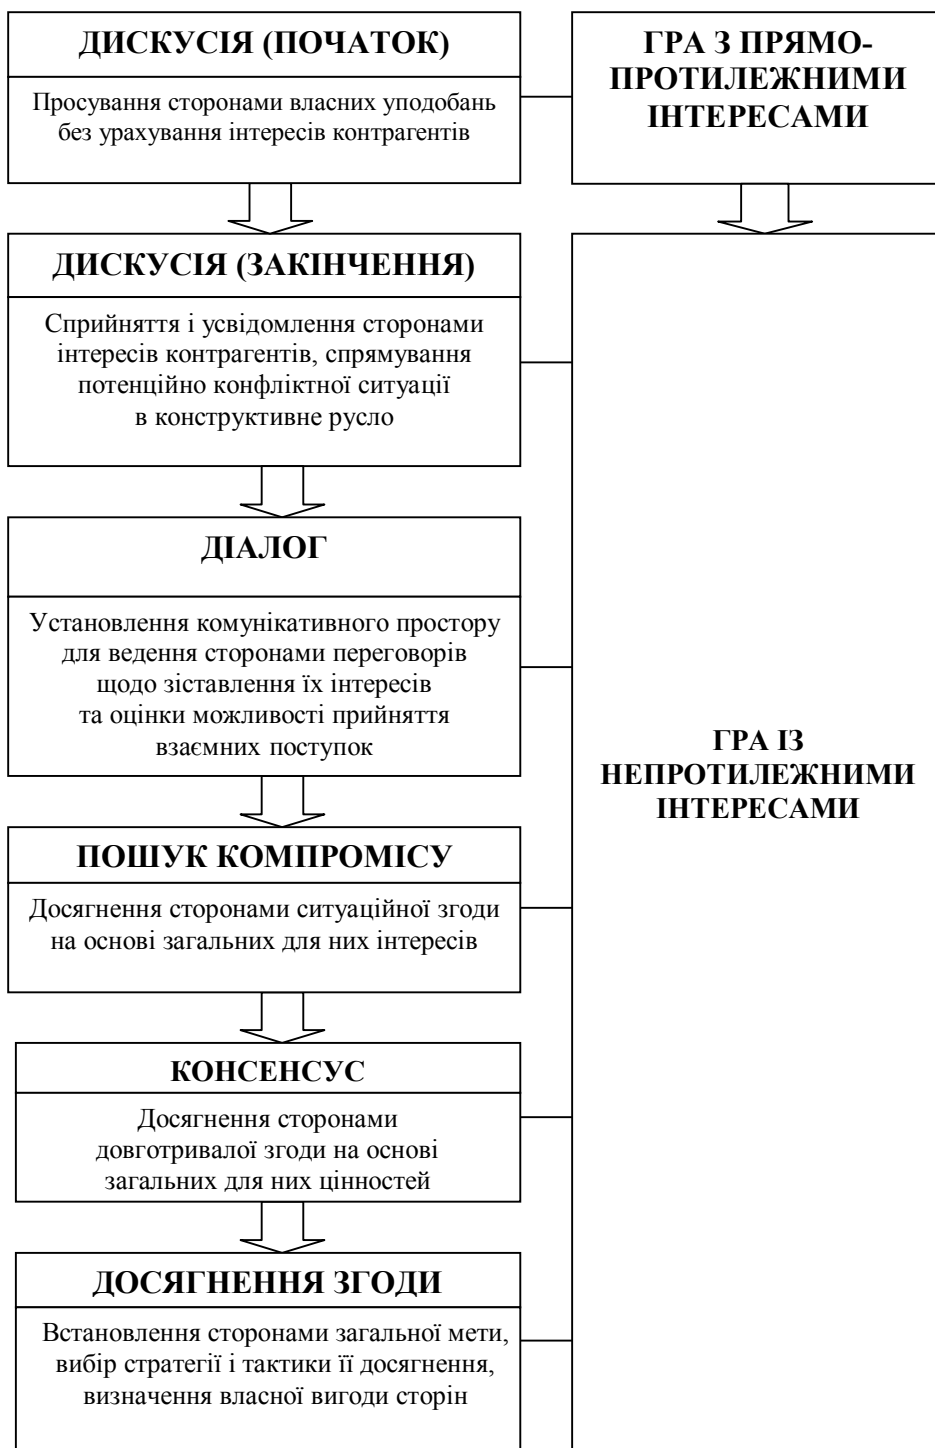 ДИСКУСІЯ (ПОЧАТОК)
Просування сторонами власних уподобань
без урахування інтересів контрагентів
ГРА З ПРЯМО-
ПРОТИЛЕЖНИМИ
ІНТЕРЕСАМИ
ДИСКУСІЯ (ЗАКІНЧЕННЯ)
Сприйняття і усвідомлення сторонами
інтересів контрагентів, спрямування
потенційно конфліктної ситуації
в конструктивне русло
ДІАЛОГ
Установлення комунікативного простору
для ведення сторонами переговорів
щодо зіставлення їх інтересів
та оцінки можливості прийняття
взаємних поступок
ГРА ІЗ
НЕПРОТИЛЕЖНИМИ
ІНТЕРЕСАМИ
ПОШУК КОМПРОМІСУ
Досягнення сторонами ситуаційної згоди
на основі загальних для них інтересів
КОНСЕНСУС
Досягнення сторонами
довготривалої згоди на основі
загальних для них цінностей
ДОСЯГНЕННЯ ЗГОДИ
Встановлення сторонами загальної мети,
вибір стратегії і тактики її досягнення,
визначення власної вигоди сторін